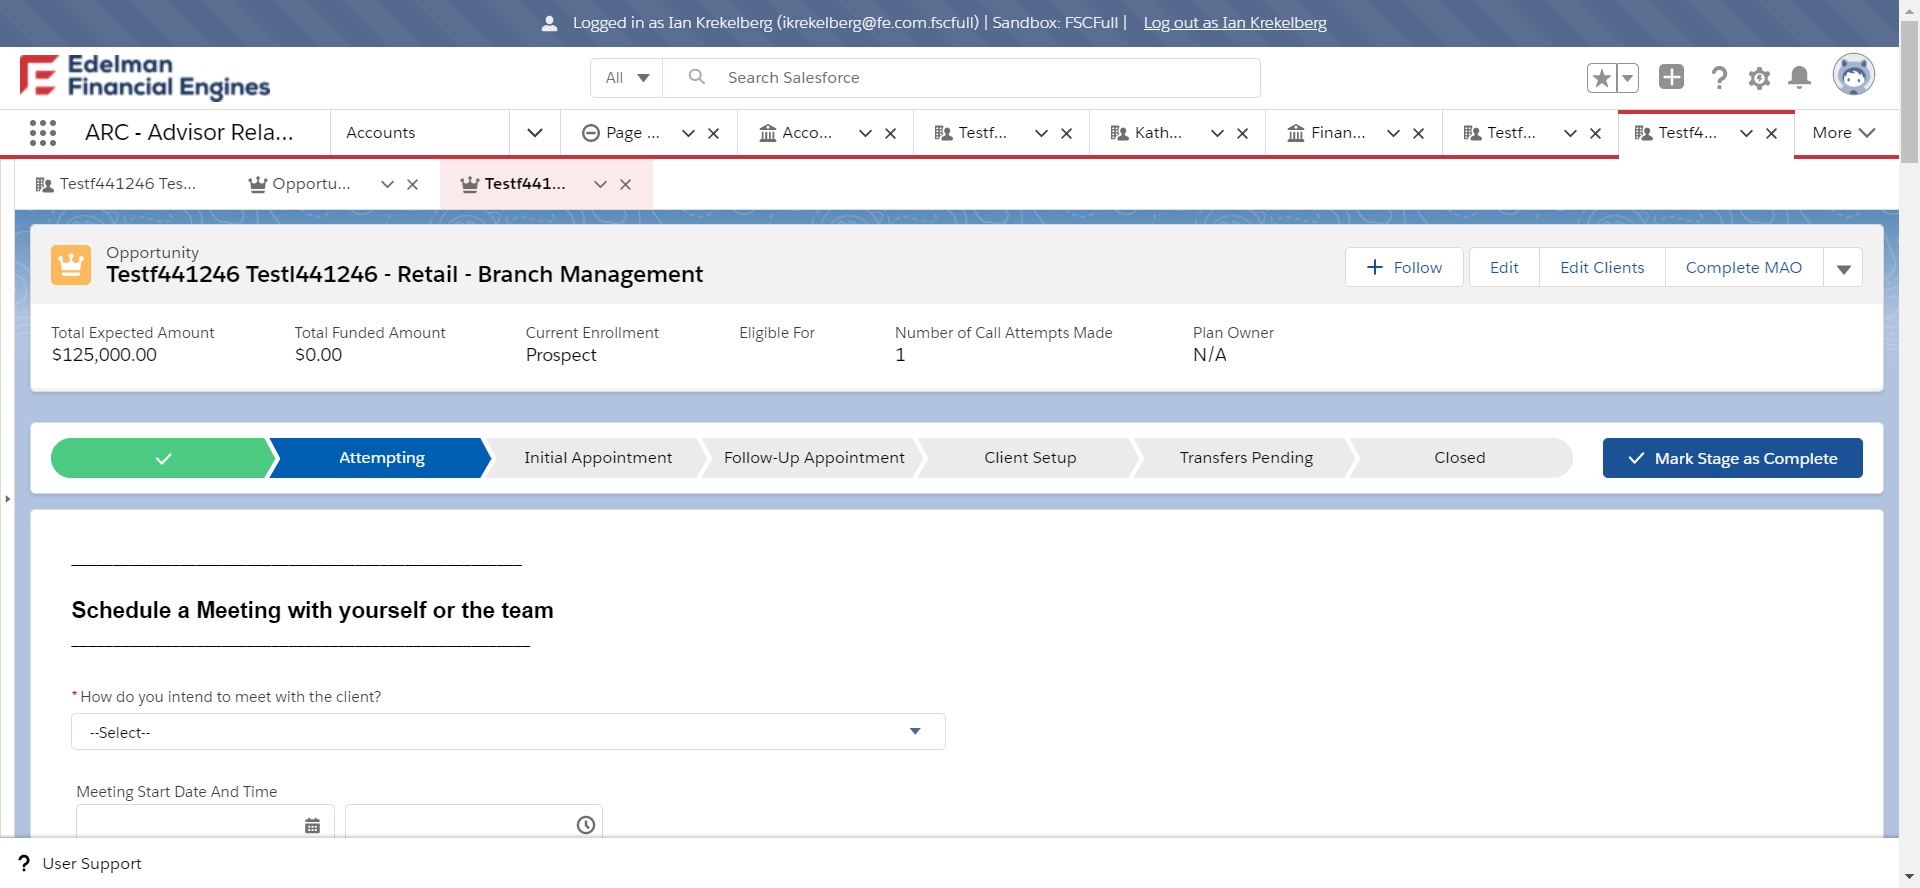 Logged in as Ian Krekelberg (ikrekelberg@fe.com.fscfull) | Sandbox: FSCFull | Log out as Ian Krekelberg
Edelman
Financial Engines
All
Search Salesforce
ARC - Advisor Rela...
Accounts
Page ...
Acco...
Testf...
Kath...
Finan...
Testf...
Testf4...
More
Testf441246 Tes...
Opportu...
Testf441...
Opportunity
Testf441246 Testl441246 - Retail - Branch Management
Follow
Edit
Edit Clients
Complete MAO
Total Expected Amount
$125,000.00
Total Funded Amount
$0.00
Current Enrollment
Prospect
Eligible For
Number of Call Attempts Made
1
Plan Owner
N/A
Attempting
Initial Appointment
Follow-Up Appointment
Client Setup
Transfers Pending
Closed
Mark Stage as Complete
Schedule a Meeting with yourself or the team
*How do you intend to meet with the client?
--Select--
Meeting Start Date And Time
? User Support